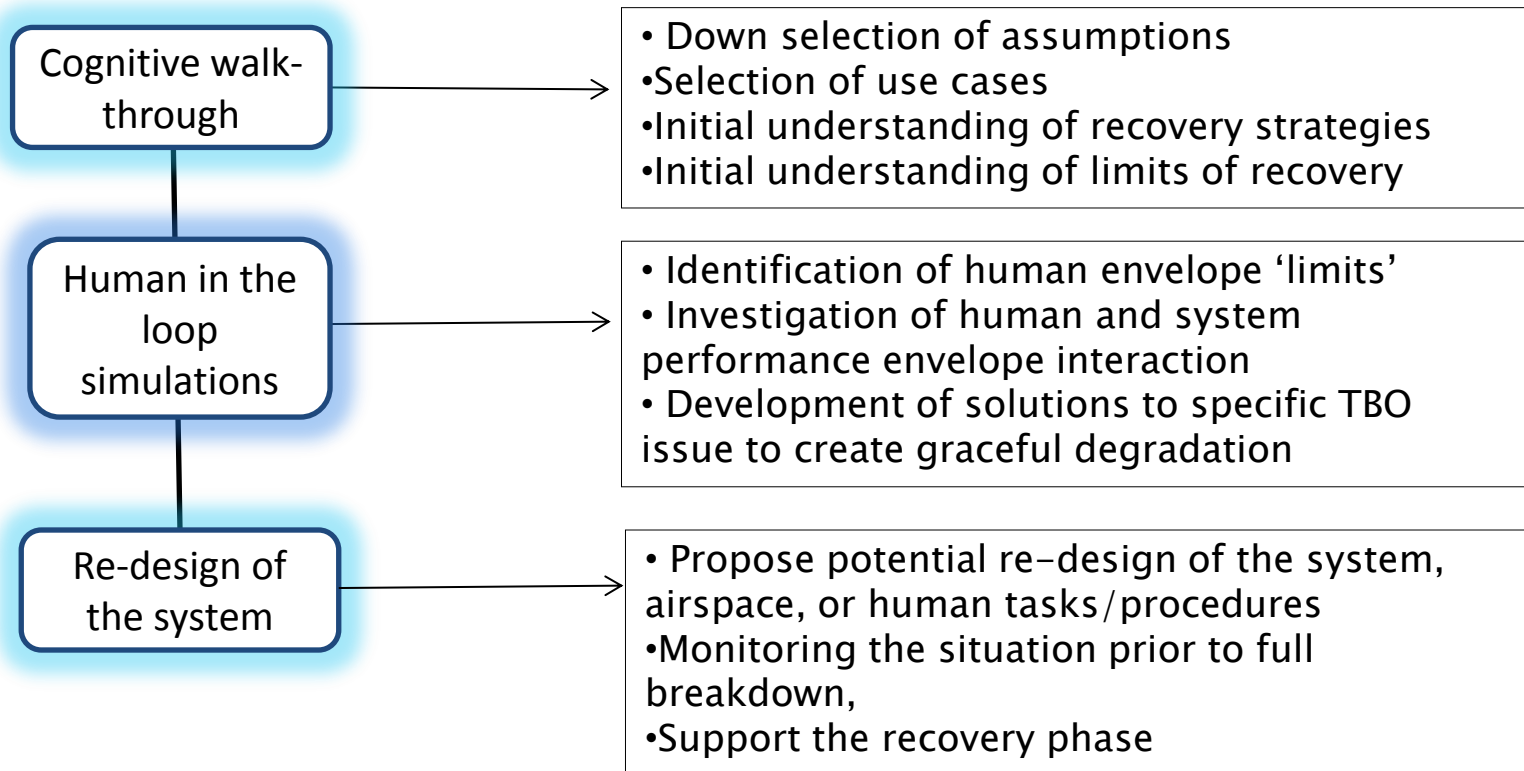 Cognitive walk-
through
• Down selection of assumptions
•Selection of use cases
•Initial understanding of recovery strategies
•Initial understanding of limits of recovery
Human in the
loop
simulations
• Identification of human envelope ‘limits’
• Investigation of human and system
performance envelope interaction
• Development of solutions to specific TBO
issue to create graceful degradation
Re-design of
the system
• Propose potential re-design of the system,
airspace, or human tasks/procedures
•Monitoring the situation prior to full
breakdown,
•Support the recovery phase